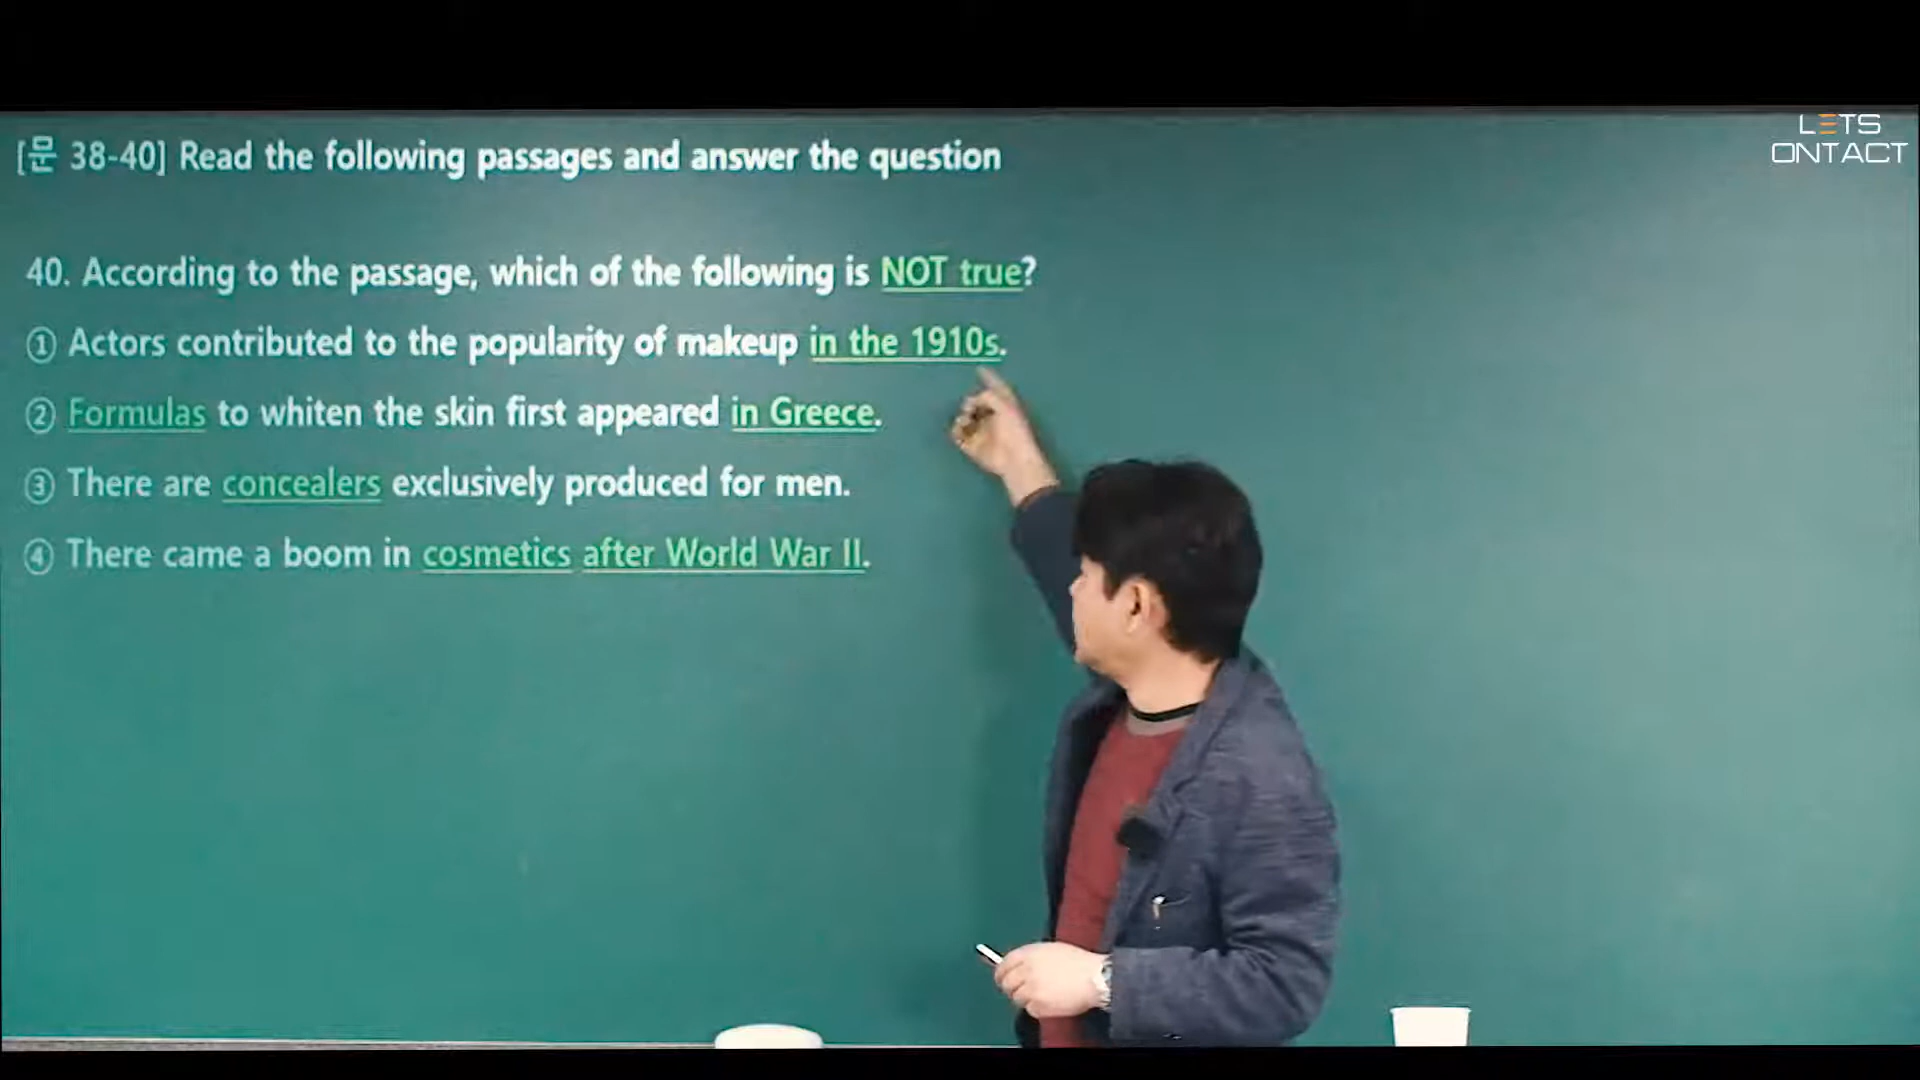 LETS
ONTACT
[문 38-40] Read the following passages and answer the question
40. According to the passage, which of the following is NOT true?
① Actors contributed to the popularity of makeup in the 1910s.
② Formulas to whiten the skin first appeared in Greece.
③ There are concealers exclusively produced for men.
④ There came a boom in cosmetics after World War II.